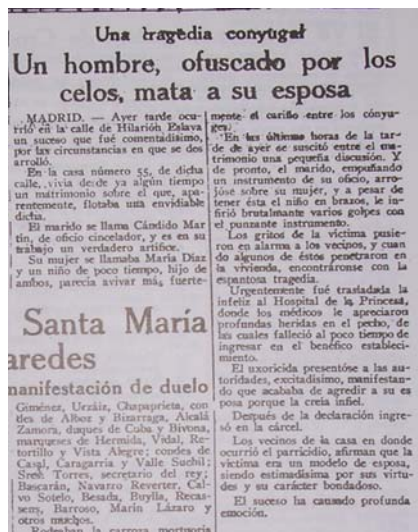 Una tragedia conyugal
Un hombre, ofuscado por los
celos, mata a su esposa
MADRID. — Ayer tarde ocu-
rrió en la calle de Hilarión Eslava
un suceso que fué comentadísimo,
por las circunstancias en que se des
arrolló.
En la casa número 55, de dicha
calle, vivía desde ya algún tiempo
un matrimonio sobre el que, apa-
rentemente, flotaba una envidiable
dicha.
El marido se llama Cándido Mar
tín, de oficio cincelador, y es en su
trabajo un verdadero artífice.
Su mujer se llamaba María Díaz
y un niño de poco tiempo, hijo de
ambos, parecía avivar más fuerte-
mente el cariño entre los cónyu-
ges.
En las últimas horas de la tar-
de de ayer se suscitó entre el ma-
trimonio una pequeña discusión. Y
de pronto, el marido, empuñando
un instrumento de su oficio, arro-
jóse sobre su mujer, y a pesar de
tener ésta el niño en brazos, le in-
firió brutalmente varios golpes con
el punzante instrumento.
Los gritos de la víctima pusie-
ron en alarma a los vecinos, y cuan
do algunos de éstos penetraron en
la vivienda, encontráronse con la
espantosa tragedia.
Urgentemente fué trasladada la
infeliz al Hospital de la Princesa,
donde los médicos le apreciaron
profundas heridas en el pecho, de
las cuales falleció al poco tiempo de
ingresar en el benéfico estableci-
miento.
El uxoricida presentóse a las au-
toridades, excitadísimo, manifestan-
do que acababa de agredir a su es
posa porque la creía infiel.
Después de la declaración ingre-
só en la cárcel.
Los vecinos de la casa en donde
ocurrió el parricidio, afirman que la
víctima era un modelo de esposa,
siendo estimadísima por sus virtu-
des y su carácter bondadoso.
El suceso ha causado profunda
emoción.
Santa María
aredes
manifestación de duelo
Giménez, Urzáiz, Chapaprieta, con
des de Albox y Bizarraga, Alcalá
Zamora, duques de Cuba y Bivona,
marqueses de Hermida, Vidal, Re-
tortillo y Vista Alegre; condes de
Casal, Caragarria y Valle Suchil;
Sres. Torres, secretario del rey;
Bascarán, Navarro Reverter, Cal-
vo Sotelo, Besada, Buylla, Recas-
sens, Barroso, Marín Lázaro y
otros muchos.
Rodeaban la carroza mortuoria